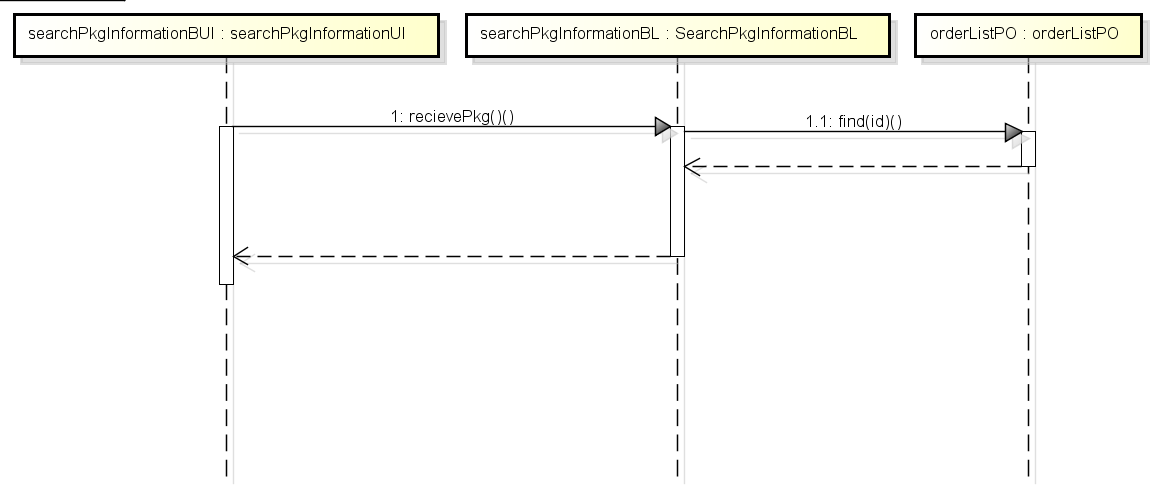 searchPkgInformationBUI : searchPkgInformationUI
searchPkgInformationBL : SearchPkgInformationBL
orderListPO : orderListPO
1: recievePkg()()
1.1: find(id)()